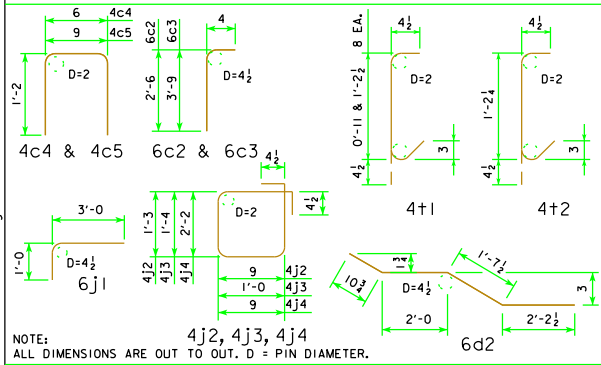 6 4c4
9 4c5
D=2
1'-2
4c4 & 4c5
6c2 6c3
4
2'-6 3'-9
D=4½
6c2 & 6c3
8 EA.
4½
0'-11 & 1'-2½
D=2
3
4½
4t1
4½
1'-2¼
D=2
3
4½
4t2
3'-0
1'-0
D=4½
6j1
4½
D=2
4½
1'-3 1'-4 2'-2
4j2 4j3 4j4
9 4j2
1'-0 4j3
9 4j4
4j2, 4j3, 4j4
10¾
1¾
D=4½
1'-7½
3
2'-0
2'-2½
6d2
NOTE:
ALL DIMENSIONS ARE OUT TO OUT. D = PIN DIAMETER.